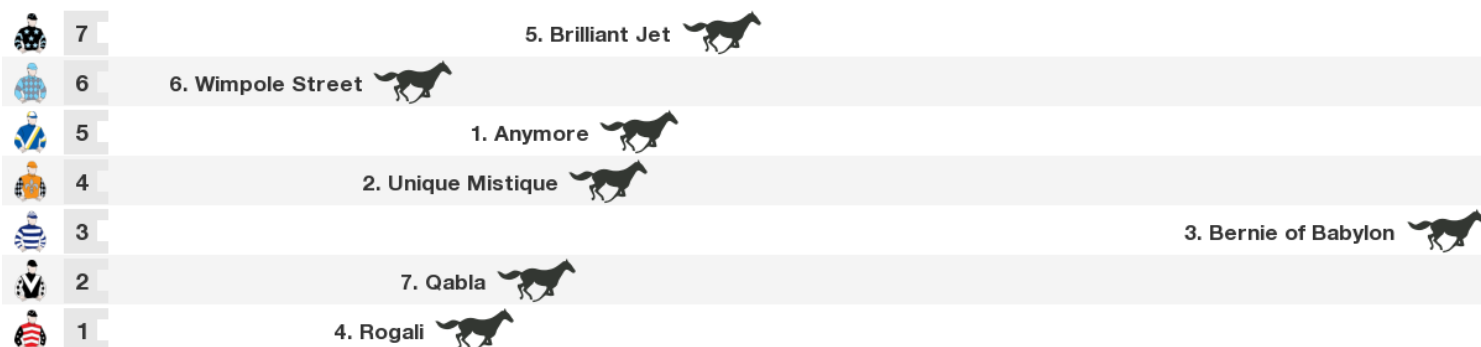 7 5. Brilliant Jet
6 6. Wimpole Street
5 1. Anymore
4 2. Unique Mistique
3 3. Bernie of Babylon
2 7. Qabla
1 4. Rogali